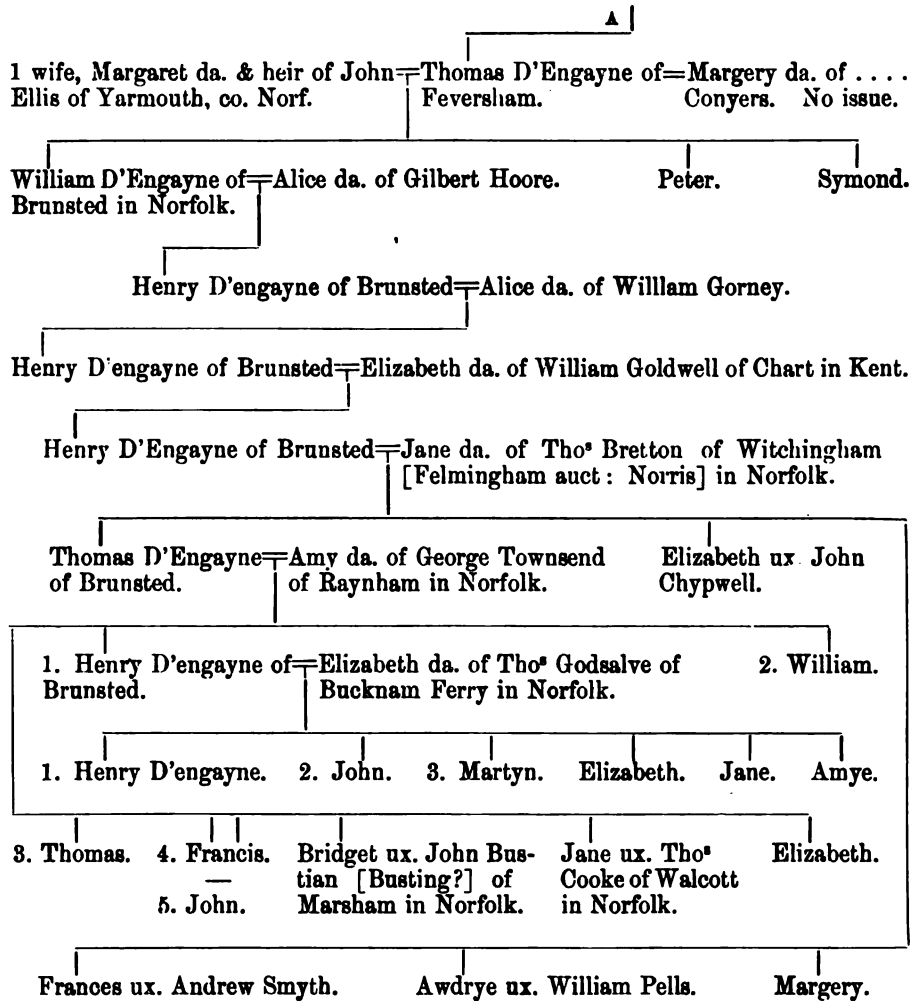 A
1 wife, Margaret da. & heir of John=Thomas D'Engayne of=Margery da. of ....
Ellis of Yarmouth, co. Norf. Feversham. Conyers. No issue.
William D'Engayne of=Alice da. of Gilbert Hoore. Peter. Symond.
Brunsted in Norfolk.
Henry D'engayne of Brunsted=Alice da. of Willlam Gorney.
Henry D'engayne of Brunsted=Elizabeth da. of William Goldwell of Chart in Kent.
Henry D'Engayne of Brunsted=Jane da. of Thoˢ Bretton of Witchingham
[Felmingham auct: Norris] in Norfolk.
Thomas D'Engayne=Amy da. of George Townsend Elizabeth ux. John
of Brunsted. of Raynham in Norfolk. Chypwell.
1. Henry D'engayne of=Elizabeth da. of Thoˢ Godsalve of 2. William.
Brunsted. Bucknam Ferry in Norfolk.
1. Henry D'engayne. 2. John. 3. Martyn. Elizabeth. Jane. Amye.
3. Thomas. 4. Francis. Bridget ux. John Bus- Jane ux. Thoˢ Elizabeth.
— tian [Busting?] of Cooke of Walcott
5. John. Marsham in Norfolk. in Norfolk.
Frances ux. Andrew Smyth. Awdrye ux. William Pells. Margery.